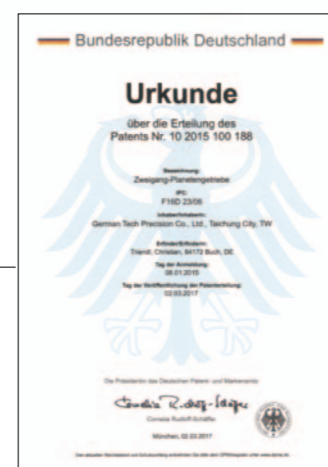 Bundesrepublik Deutschland
Urkunde
über die Erteilung des
Patents Nr. 10 2015 100 188
Bezeichnung:
Zweigang-Planetengetriebe
IPC:
F16D 23/06
Inhaber/Inhaberin:
German Tech Precision Co., Ltd., Taichung City, TW
Erfinder/Erfinderin:
Triendl, Christian, 84172 Buch, DE
Tag der Anmeldung:
08.01.2015
Tag der Veröffentlichung der Patenterteilung:
02.03.2017
Die Präsidentin des Deutschen Patent- und Markenamts
Cornelia Rudloff-Schäffer
München, 02.03.2017